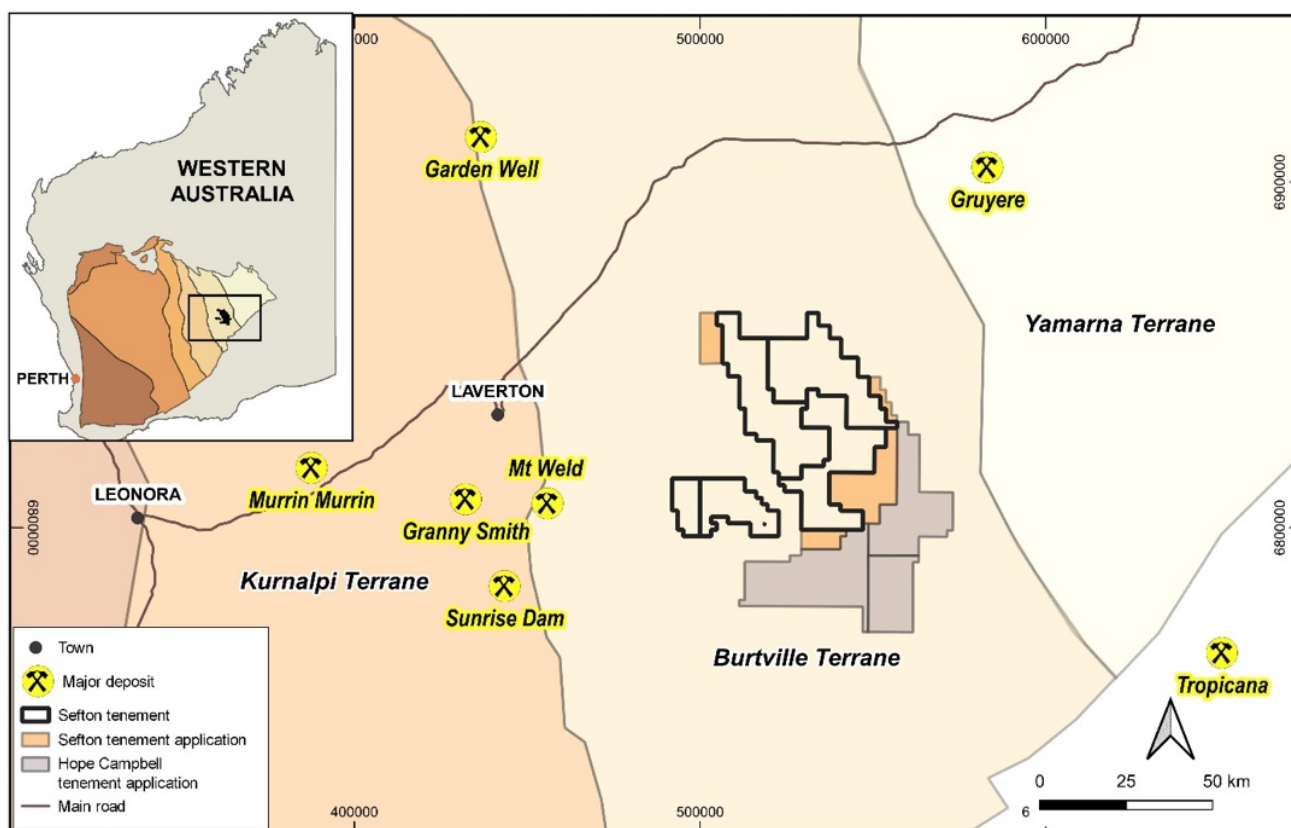 000
500000
600000
WESTERN
AUSTRALIA
PERTH
Garden Well
Gruyere
6900000
Yamarna Terrane
LAVERTON
Mt Weld
LEONORA
Murrin Murrin
Granny Smith
6800000
6800000
Kurnalpi Terrane
Sunrise Dam
Burtville Terrane
Tropicana
Town
Major deposit
Sefton tenement
Sefton tenement application
Hope Campbell
tenement application
Main road
0 25 50 km
6
400000
500000